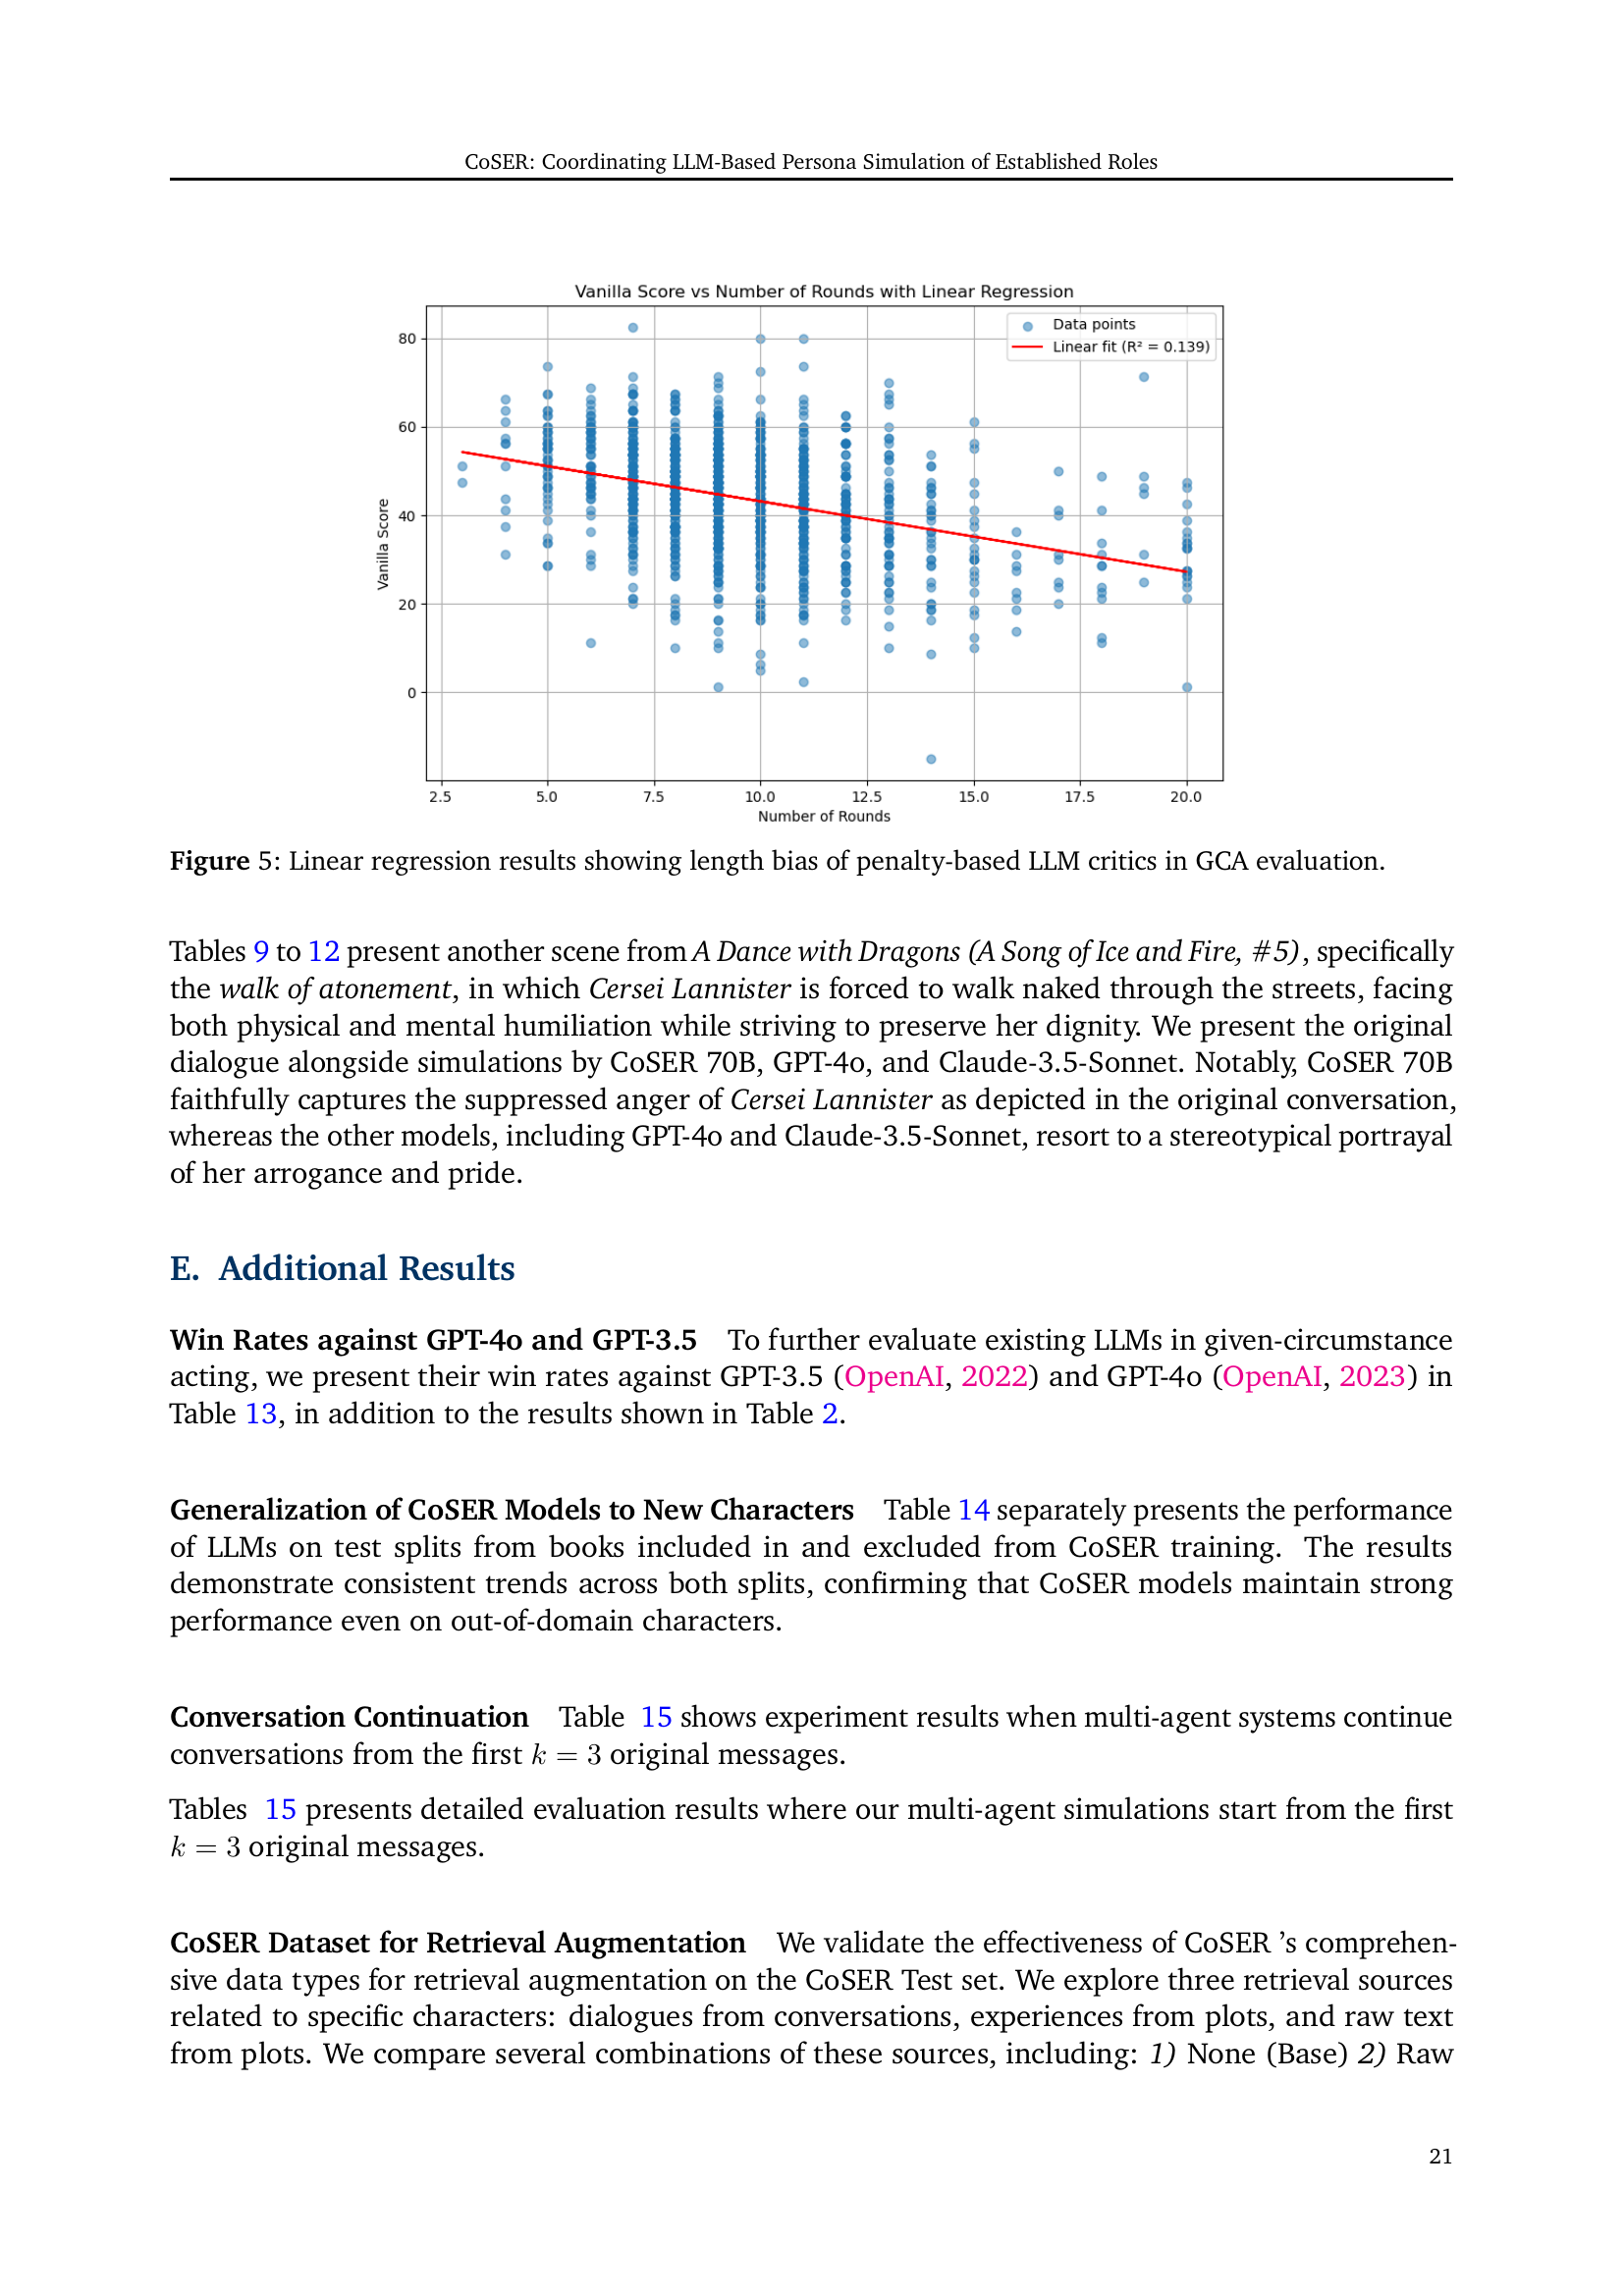 CoSER: Coordinating LLM-Based Persona Simulation of Established Roles
Vanilla Score vs Number of Rounds with Linear Regression
Data points
Linear fit (R² = 0.139)
Vanilla Score
80
60
40
20
0
2.5 5.0 7.5 10.0 12.5 15.0 17.5 20.0
Number of Rounds
Figure 5: Linear regression results showing length bias of penalty-based LLM critics in GCA evaluation.
Tables 9 to 12 present another scene from A Dance with Dragons (A Song of Ice and Fire, #5), specifically
the walk of atonement, in which Cersei Lannister is forced to walk naked through the streets, facing
both physical and mental humiliation while striving to preserve her dignity. We present the original
dialogue alongside simulations by CoSER 70B, GPT-4o, and Claude-3.5-Sonnet. Notably, CoSER 70B
faithfully captures the suppressed anger of Cersei Lannister as depicted in the original conversation,
whereas the other models, including GPT-4o and Claude-3.5-Sonnet, resort to a stereotypical portrayal
of her arrogance and pride.
E. Additional Results
Win Rates against GPT-4o and GPT-3.5 To further evaluate existing LLMs in given-circumstance
acting, we present their win rates against GPT-3.5 (OpenAI, 2022) and GPT-4o (OpenAI, 2023) in
Table 13, in addition to the results shown in Table 2.
Generalization of CoSER Models to New Characters Table 14 separately presents the performance
of LLMs on test splits from books included in and excluded from CoSER training. The results
demonstrate consistent trends across both splits, confirming that CoSER models maintain strong
performance even on out-of-domain characters.
Conversation Continuation Table 15 shows experiment results when multi-agent systems continue
conversations from the first k = 3 original messages.
Tables 15 presents detailed evaluation results where our multi-agent simulations start from the first
k = 3 original messages.
CoSER Dataset for Retrieval Augmentation We validate the effectiveness of CoSER 's comprehen-
sive data types for retrieval augmentation on the CoSER Test set. We explore three retrieval sources
related to specific characters: dialogues from conversations, experiences from plots, and raw text
from plots. We compare several combinations of these sources, including: 1) None (Base) 2) Raw
21